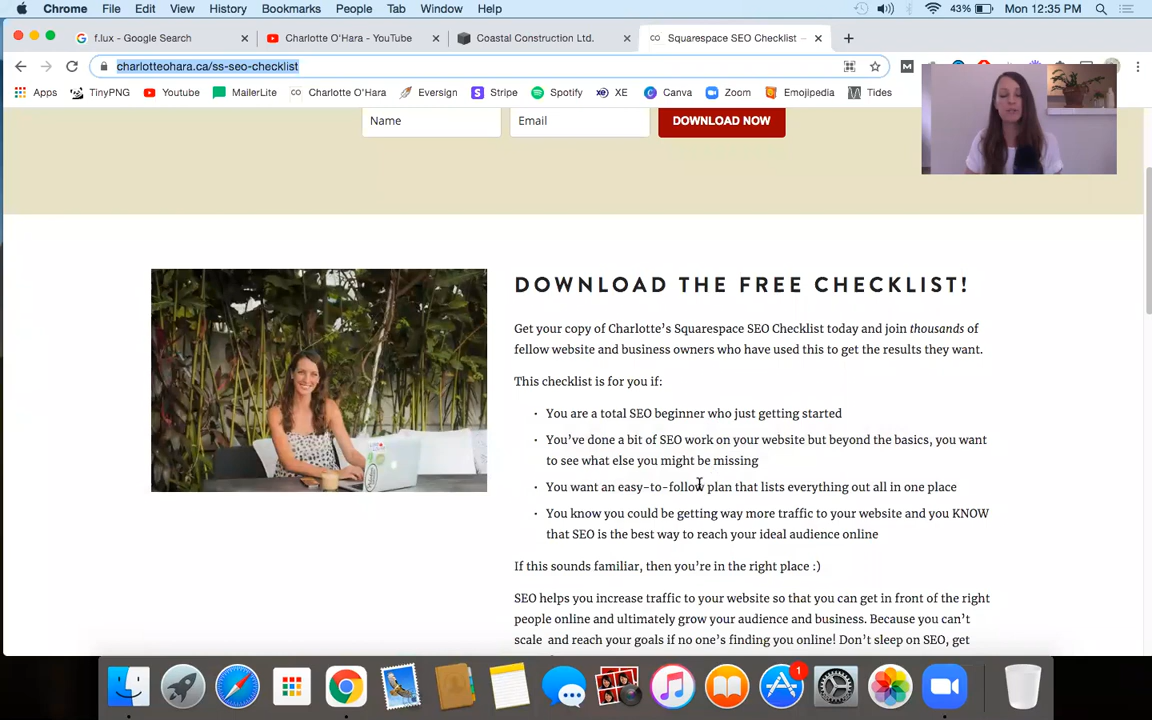 Chrome File Edit View History Bookmarks People Tab Window Help 43% Mon 12:35 PM
f.lux - Google Search Charlotte O'Hara - YouTube Coastal Construction Ltd. Squarespace SEO Checklist –
charlotteohara.ca/ss-seo-checklist
Apps TinyPNG Youtube MailerLite Charlotte O'Hara Eversign Stripe Spotify XE Canva Zoom Emojipedia Tides
Name Email DOWNLOAD NOW
DOWNLOAD THE FREE CHECKLIST!
Get your copy of Charlotte’s Squarespace SEO Checklist today and join thousands of
fellow website and business owners who have used this to get the results they want.
This checklist is for you if:
· You are a total SEO beginner who just getting started
· You’ve done a bit of SEO work on your website but beyond the basics, you want
to see what else you might be missing
· You want an easy-to-follow plan that lists everything out all in one place
· You know you could be getting way more traffic to your website and you KNOW
that SEO is the best way to reach your ideal audience online
If this sounds familiar, then you’re in the right place :)
SEO helps you increase traffic to your website so that you can get in front of the right
people online and ultimately grow your audience and business. Because you can’t
scale and reach your goals if no one’s finding you online! Don’t sleep on SEO, get
1